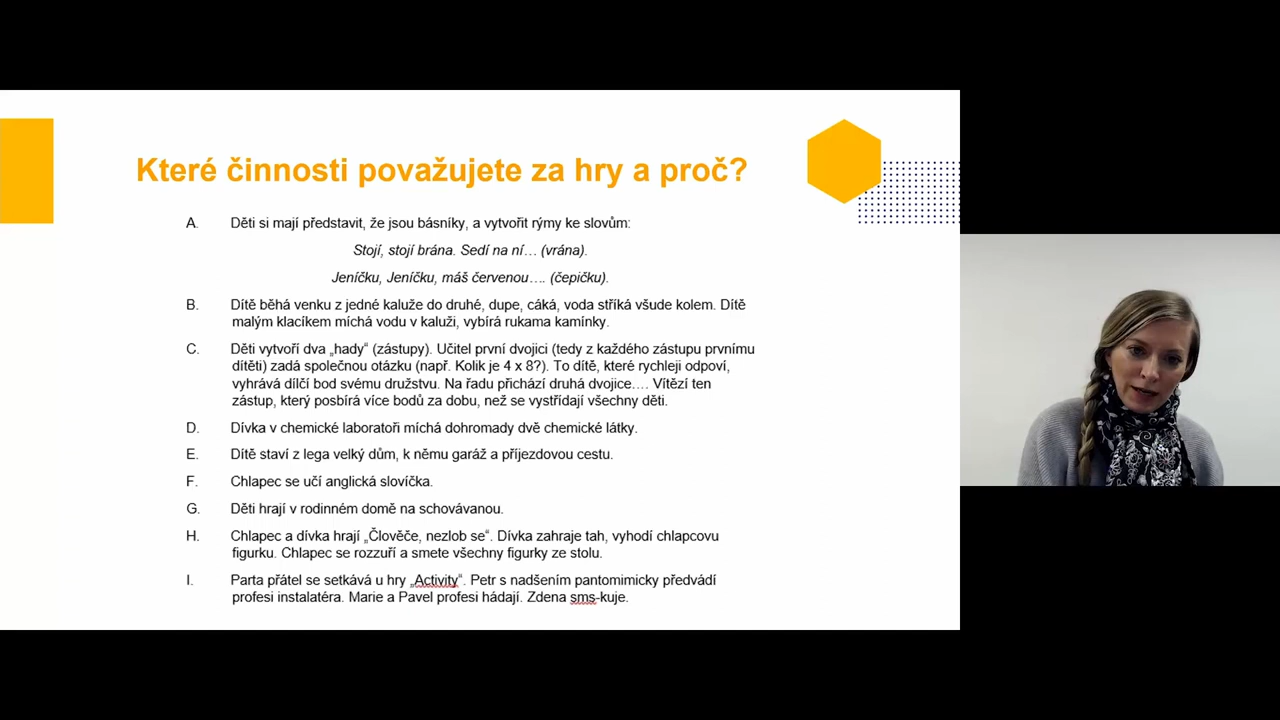 Které činnosti považujete za hry a proč?
A. Děti si mají představit, že jsou básníky, a vytvořit rýmy ke slovům:
Stojí, stojí brána. Sedí na ní… (vrána).
Jeníčku, Jeníčku, máš červenou…. (čepičku).
B. Dítě běhá venku z jedné kaluže do druhé, dupe, cáká, voda stříká všude kolem. Dítě
malým klacíkem míchá vodu v kaluži, vybírá rukama kamínky.
C. Děti vytvoří dva „hady“ (zástupy). Učitel první dvojici (tedy z každého zástupu prvnímu
dítěti) zadá společnou otázku (např. Kolik je 4 x 8?). To dítě, které rychleji odpoví,
vyhrává dílčí bod svému družstvu. Na řadu přichází druhá dvojice…. Vítězí ten
zástup, který posbírá více bodů za dobu, než se vystřídají všechny děti.
D. Dívka v chemické laboratoři míchá dohromady dvě chemické látky.
E. Dítě staví z lega velký dům, k němu garáž a příjezdovou cestu.
F. Chlapec se učí anglická slovíčka.
G. Děti hrají v rodinném domě na schovávanou.
H. Chlapec a dívka hrají „Člověče, nezlob se“. Dívka zahraje tah, vyhodí chlapcovu
figurku. Chlapec se rozzuří a smete všechny figurky ze stolu.
I. Parta přátel se setkává u hry „Activity“. Petr s nadšením pantomimicky předvádí
profesi instalatéra. Marie a Pavel profesi hádají. Zdena sms-kuje.